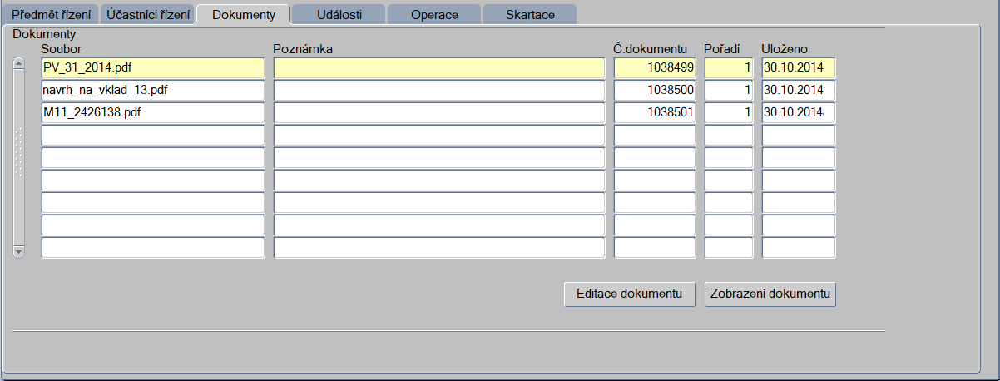 Předmět řízení Účastníci řízení Dokumenty Události Operace Skartace
Dokumenty
Soubor Poznámka Č.dokumentu Pořadí Uloženo
PV_31_2014.pdf 1038499 1 30.10.2014
navrh_na_vklad_13.pdf 1038500 1 30.10.2014
M11_2426138.pdf 1038501 1 30.10.2014
Editace dokumentu Zobrazení dokumentu